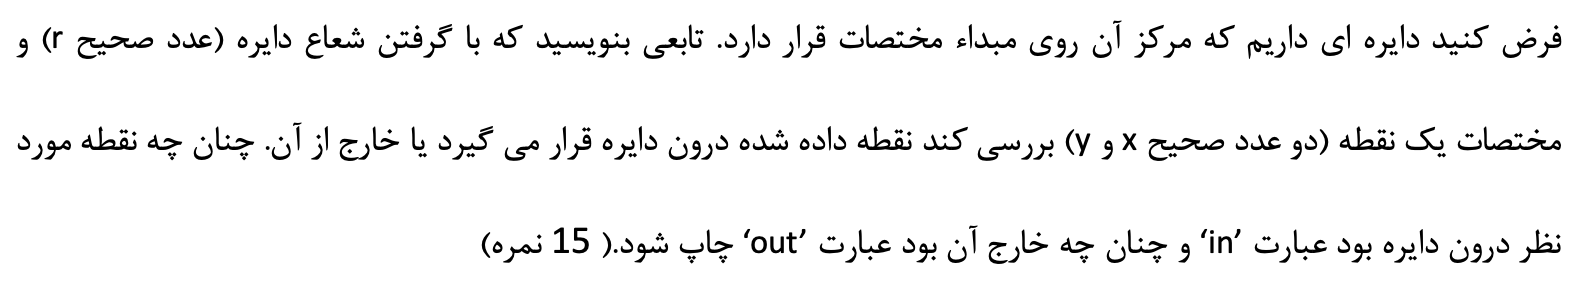 فرض کنید دایره ای داریم که مرکز آن روی مبداء مختصات قرار دارد. تابعی بنویسید که با گرفتن شعاع دایره (عدد صحیح r) و
مختصات یک نقطه (دو عدد صحیح x و y) بررسی کند نقطه داده شده درون دایره قرار می گیرد یا خارج از آن. چنان چه نقطه مورد
نظر درون دایره بود عبارت ‘in’ و چنان چه خارج آن بود عبارت ‘out’ چاپ شود.( 15 نمره)